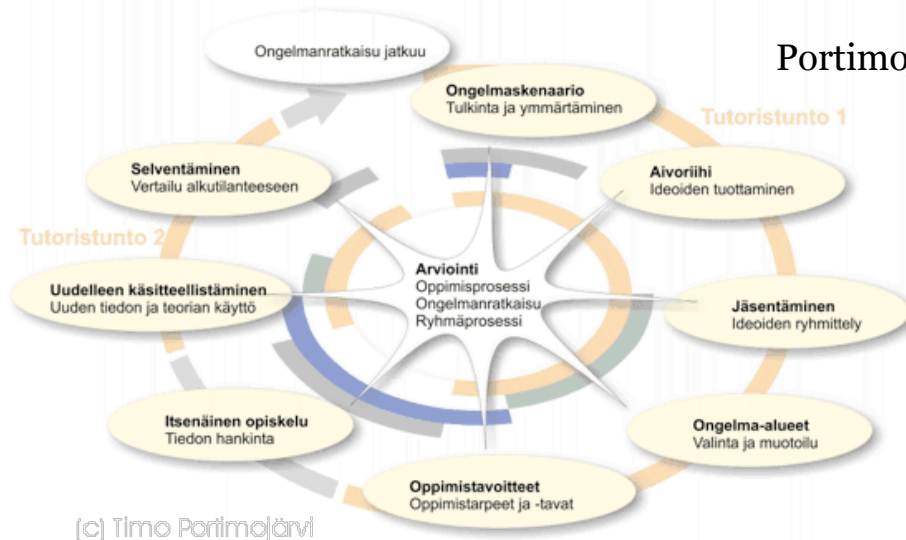 Ongelmanratkaisu jatkuu
Portimo
Ongelmaskenaario
Tulkinta ja ymmärtäminen
Tutoristunto 1
Aivoriihi
Ideoiden tuottaminen
Jäsentäminen
Ideoiden ryhmittely
Ongelma-alueet
Valinta ja muotoilu
Oppimistavoitteet
Oppimistarpeet ja -tavat
Itsenäinen opiskelu
Tiedon hankinta
Uudelleen käsitteellistäminen
Uuden tiedon ja teorian käyttö
Tutoristunto 2
Selventäminen
Vertailu alkutilanteeseen
Arviointi
Oppimisprosessi
Ongelmanratkaisu
Ryhmäprosessi
(c) Timo Portimojärvi